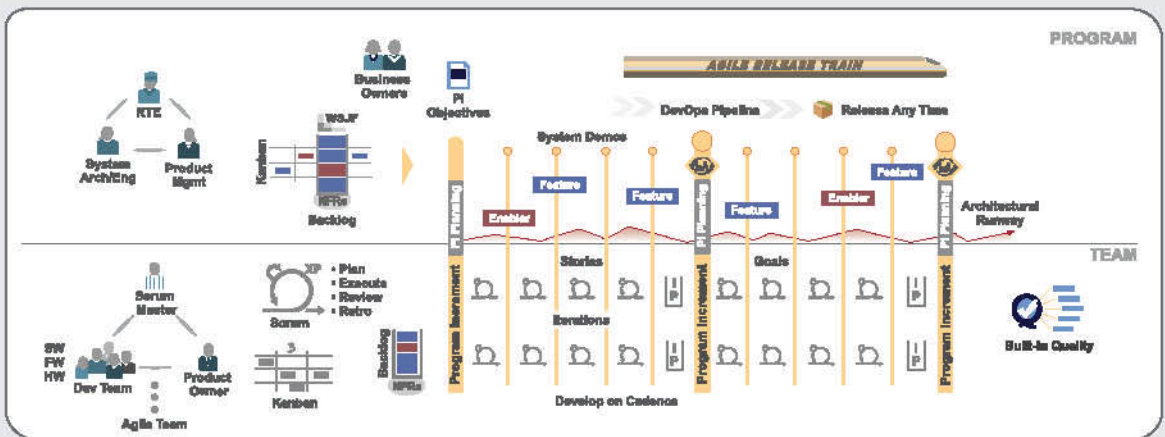 PROGRAM
AGILE RELEASE TRAIN
Business
Owners
PI
Objectives
DevOps Pipeline
Release Any Time
RTE
WSJF
System Demos
System
Arch/Eng
Product
Mgmt
Kanban
NFRs
Backlog
PI Planning
Enabler
Feature
Feature
PI Planning
Feature
Enabler
Feature
PI Planning
Architectural
Runway
TEAM
Scrum
Master
SW
FW
HW
Dev Team
Product
Owner
Agile Team
XP
• Plan
• Execute
• Review
• Retro
Scrum
3
Kanban
Backlog
NFRs
Program Increment
Stories
Iterations
Develop on Cadence
I
P
I
P
Program Increment
Goals
I
P
I
P
Program Increment
Built-In Quality